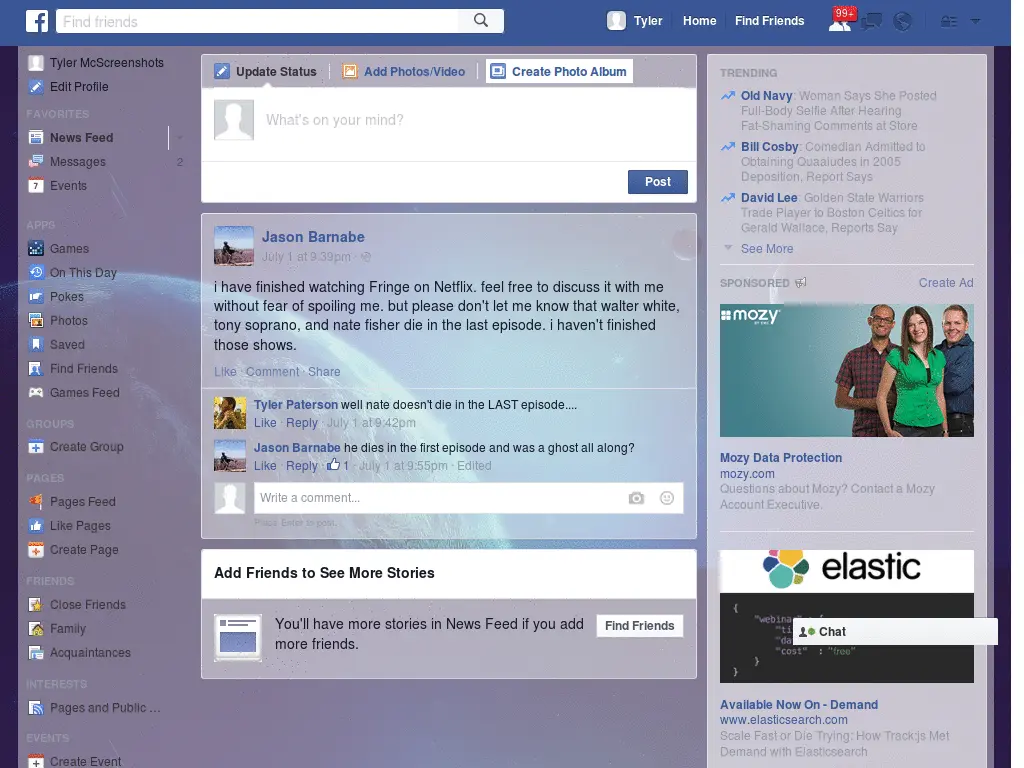 Find friends
Tyler
Home
Find Friends
99+
Tyler McScreenshots
Edit Profile
FAVORITES
News Feed
Messages 2
7 Events
APPS
Games
On This Day
Pokes
Photos
Saved
Find Friends
Games Feed
GROUPS
Create Group
PAGES
Pages Feed
Like Pages
Create Page
FRIENDS
Close Friends
Family
Acquaintances
INTERESTS
Pages and Public ...
EVENTS
Create Event
Update Status
Add Photos/Video
Create Photo Album
What's on your mind?
Post
Jason Barnabe
July 1 at 9:39pm ·
i have finished watching Fringe on Netflix. feel free to discuss it with me
without fear of spoiling me. but please don't let me know that walter white,
tony soprano, and nate fisher die in the last episode. i haven't finished
those shows.
Like · Comment · Share
Tyler Paterson well nate doesn't die in the LAST episode....
Like · Reply · July 1 at 9:42pm
Jason Barnabe he dies in the first episode and was a ghost all along?
Like · Reply · 1 · July 1 at 9:55pm · Edited
Write a comment...
Press Enter to post.
Add Friends to See More Stories
You'll have more stories in News Feed if you add
more friends.
Find Friends
TRENDING
Old Navy: Woman Says She Posted
Full-Body Selfie After Hearing
Fat-Shaming Comments at Store
Bill Cosby: Comedian Admitted to
Obtaining Quaaludes in 2005
Deposition, Report Says
David Lee: Golden State Warriors
Trade Player to Boston Celtics for
Gerald Wallace, Reports Say
See More
SPONSORED
Create Ad
mozy
BY EMC
Mozy Data Protection
mozy.com
Questions about Mozy? Contact a Mozy
Account Executive.
elastic
{
"webina
"ti
"da
"cost" : "free"
}
}
Chat
Available Now On - Demand
www.elasticsearch.com
Scale Fast or Die Trying: How Track:js Met
Demand with Elasticsearch